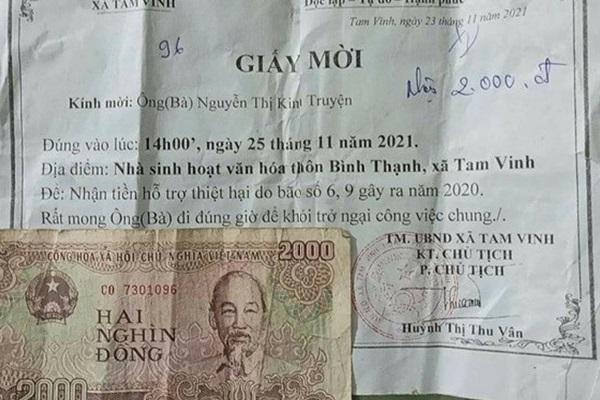 XÃ TAM VINH
Độc lập - Tự do - Hạnh phúc
Tam Vinh, ngày 23 tháng 11 năm 2021
96
GIẤY MỜI
Nhận 2.000.đ
Kính mời: Ông(Bà) Nguyễn Thị Kim Truyện
Đúng vào lúc: 14h00’, ngày 25 tháng 11 năm 2021.
Địa điểm: Nhà sinh hoạt văn hóa thôn Bình Thạnh, xã Tam Vinh
Đề: Nhận tiền hỗ trợ thiệt hại do bão số 6, 9 gây ra năm 2020.
Rất mong Ông(Bà) đi đúng giờ để khỏi trở ngại công việc chung./.
TM. UBND XÃ TAM VINH
KT. CHỦ TỊCH
P. CHỦ TỊCH
Huỳnh Thị Thu Vân
CỘNG HÒA XÃ HỘI CHỦ NGHĨA VIỆT NAM
2000
CO 7301096
HAI
NGHÌN
ĐỒNG
2000